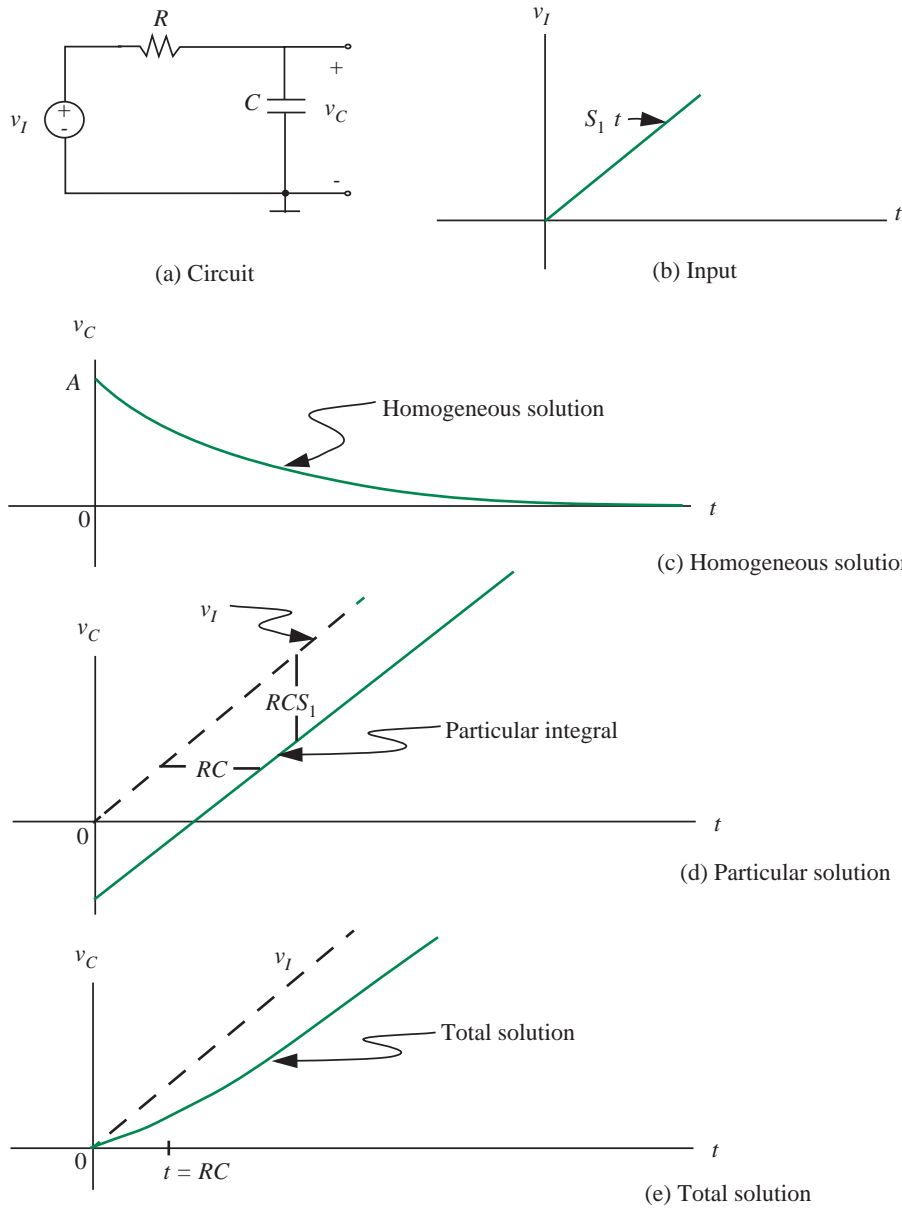 R
+
C
v_C
v_I
+
-
-
(a) Circuit
v_I
S_1 t
t
(b) Input
v_C
A
Homogeneous solution
0
t
(c) Homogeneous solution
v_I
v_C
RCS_1
Particular integral
RC
0
t
(d) Particular solution
v_C
v_I
Total solution
0
t = RC
t
(e) Total solution